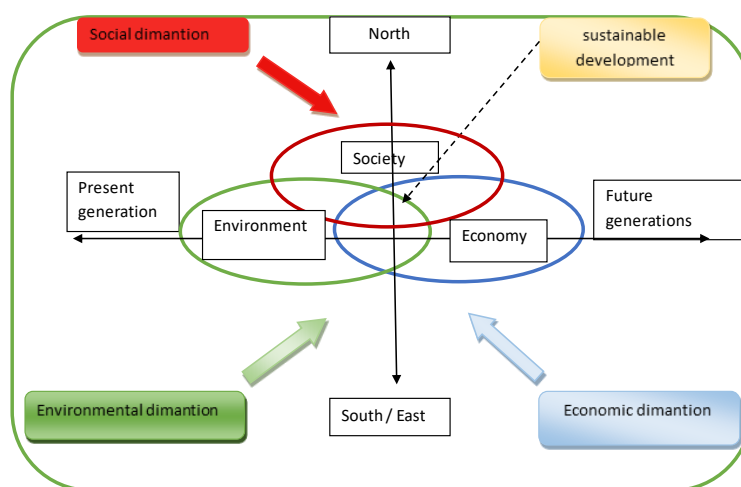 Social dimantion
North
sustainable
development
Society
Present
generation
Future
generations
Environment
Economy
Environmental dimantion
South / East
Economic dimantion